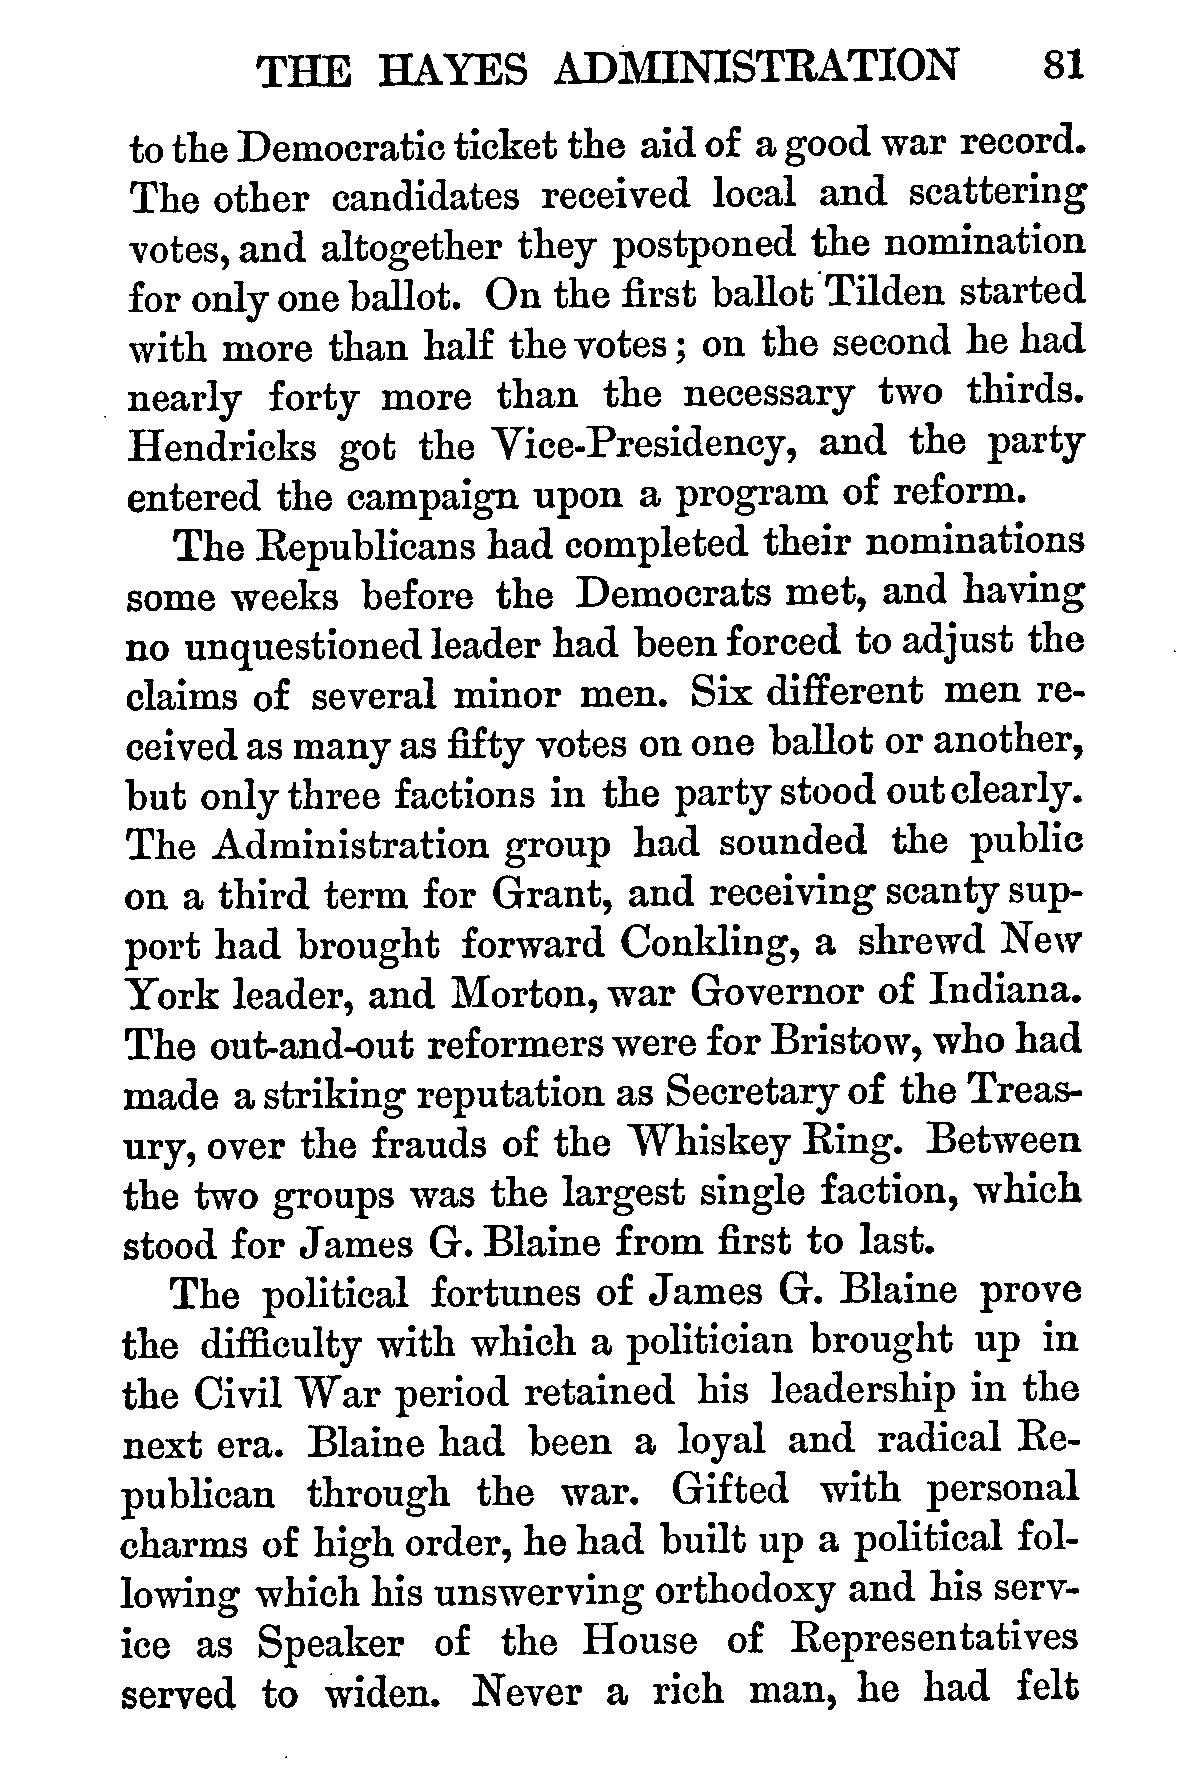 THE HAYES ADMINISTRATION 81
to the Democratic ticket the aid of a good war record.
The other candidates received local and scattering
votes, and altogether they postponed the nomination
for only one ballot. On the first ballot Tilden started
with more than half the votes; on the second he had
nearly forty more than the necessary two thirds.
Hendricks got the Vice-Presidency, and the party
entered the campaign upon a program of reform.
The Republicans had completed their nominations
some weeks before the Democrats met, and having
no unquestioned leader had been forced to adjust the
claims of several minor men. Six different men re-
ceived as many as fifty votes on one ballot or another,
but only three factions in the party stood out clearly.
The Administration group had sounded the public
on a third term for Grant, and receiving scanty sup-
port had brought forward Conkling, a shrewd New
York leader, and Morton, war Governor of Indiana.
The out-and-out reformers were for Bristow, who had
made a striking reputation as Secretary of the Treas-
ury, over the frauds of the Whiskey Ring. Between
the two groups was the largest single faction, which
stood for James G. Blaine from first to last.
The political fortunes of James G. Blaine prove
the difficulty with which a politician brought up in
the Civil War period retained his leadership in the
next era. Blaine had been a loyal and radical Re-
publican through the war. Gifted with personal
charms of high order, he had built up a political fol-
lowing which his unswerving orthodoxy and his serv-
ice as Speaker of the House of Representatives
served to widen. Never a rich man, he had felt